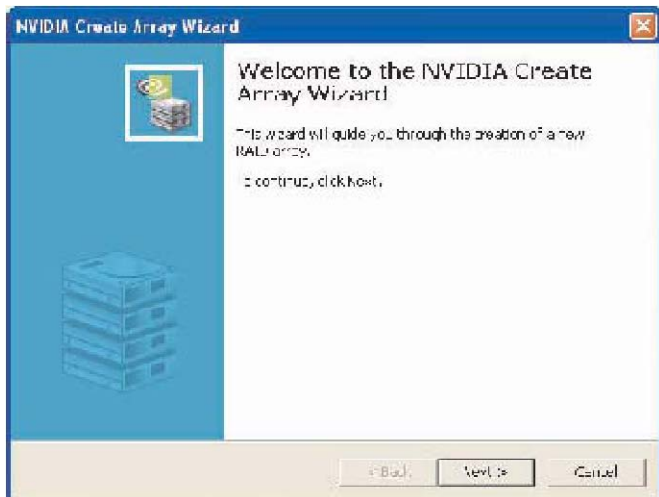 NVIDIA Create Array Wizard
Welcome to the NVIDIA Create
Array Wizard
This wizard will guide you through the creation of a new
RAID array.
To continue, click Next.
< Back
Next >
Cancel